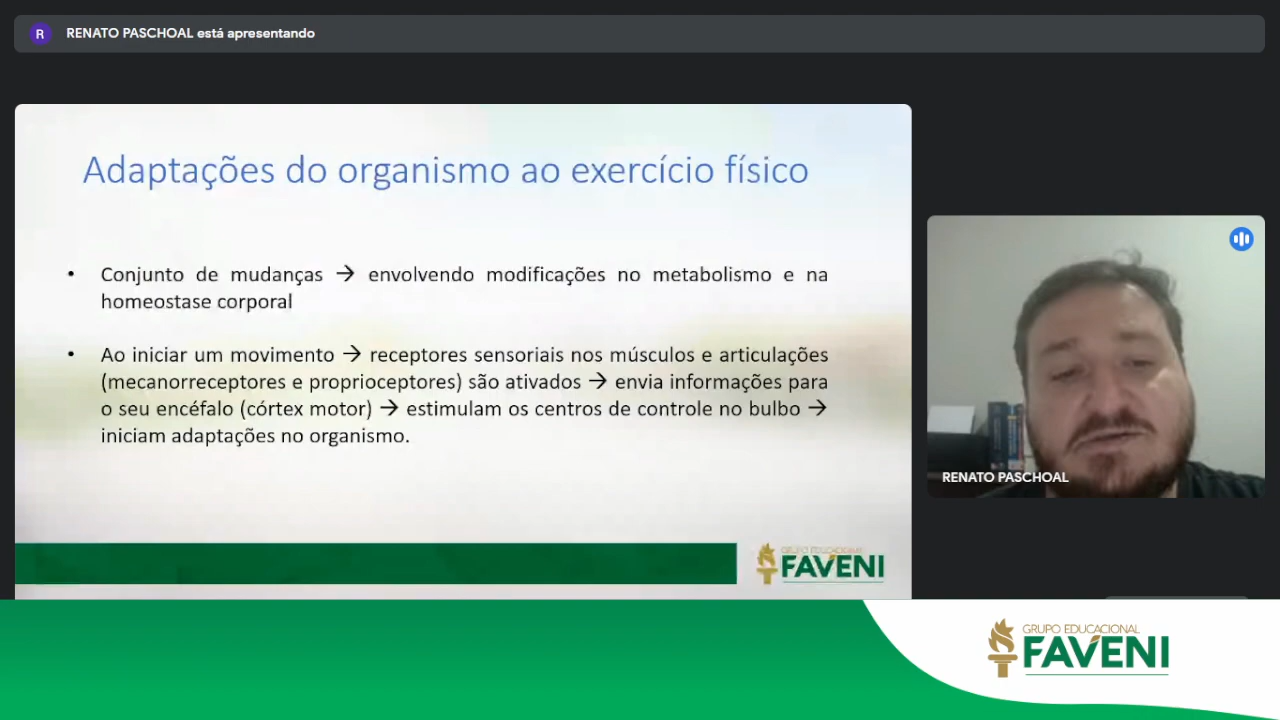 R
RENATO PASCHOAL está apresentando
Adaptações do organismo ao exercício físico
• Conjunto de mudanças → envolvendo modificações no metabolismo e na
homeostase corporal
• Ao iniciar um movimento → receptores sensoriais nos músculos e articulações
(mecanorreceptores e proprioceptores) são ativados → envia informações para
o seu encéfalo (córtex motor) → estimulam os centros de controle no bulbo →
iniciam adaptações no organismo.
GRUPO EDUCACIONAL
FAVENI
RENATO PASCHOAL
GRUPO EDUCACIONAL
FAVENI